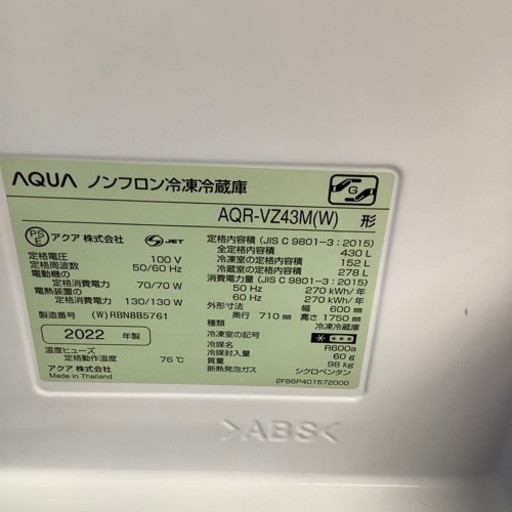 AQUA ノンフロン冷凍冷蔵庫
G
AQR-VZ43M(W) 形
PS E アクア 株式会社 S JET
定格電圧 100 V
定格周波数 50/60 Hz
電動機の
定格消費電力 70/70 W
電熱装置の
定格消費電力 130/130 W
製造番号 (W)RBN8B5761
2022 年製
温度ヒューズ
定格動作温度 76℃
アクア 株式会社
Made in Thailand
定格内容積 (JIS C 9801-3:2015)
全定格内容積 430 L
冷凍室の定格内容積 152 L
冷蔵室の定格内容積 278 L
消費電力量 (JIS C 9801-3:2015)
50 Hz 270 kWh/年
60 Hz 270 kWh/年
外形寸法 幅 600 mm
奥行 710 mm 高さ 1750 mm
種類 冷凍冷蔵庫
冷凍室の記号
冷媒 R600a
冷媒封入量 60 g
質量 98 kg
断熱発泡ガス シクロペンタン
2FB6P401572000
>ABS<